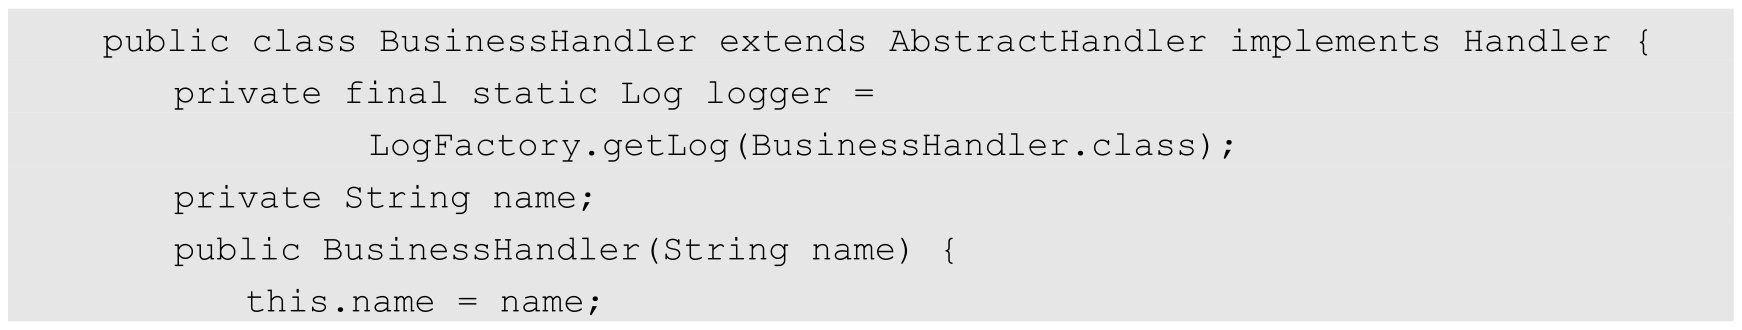 public class BusinessHandler extends AbstractHandler implements Handler {
private final static Log logger =
LogFactory.getLog(BusinessHandler.class);
private String name;
public BusinessHandler(String name) {
this.name = name;